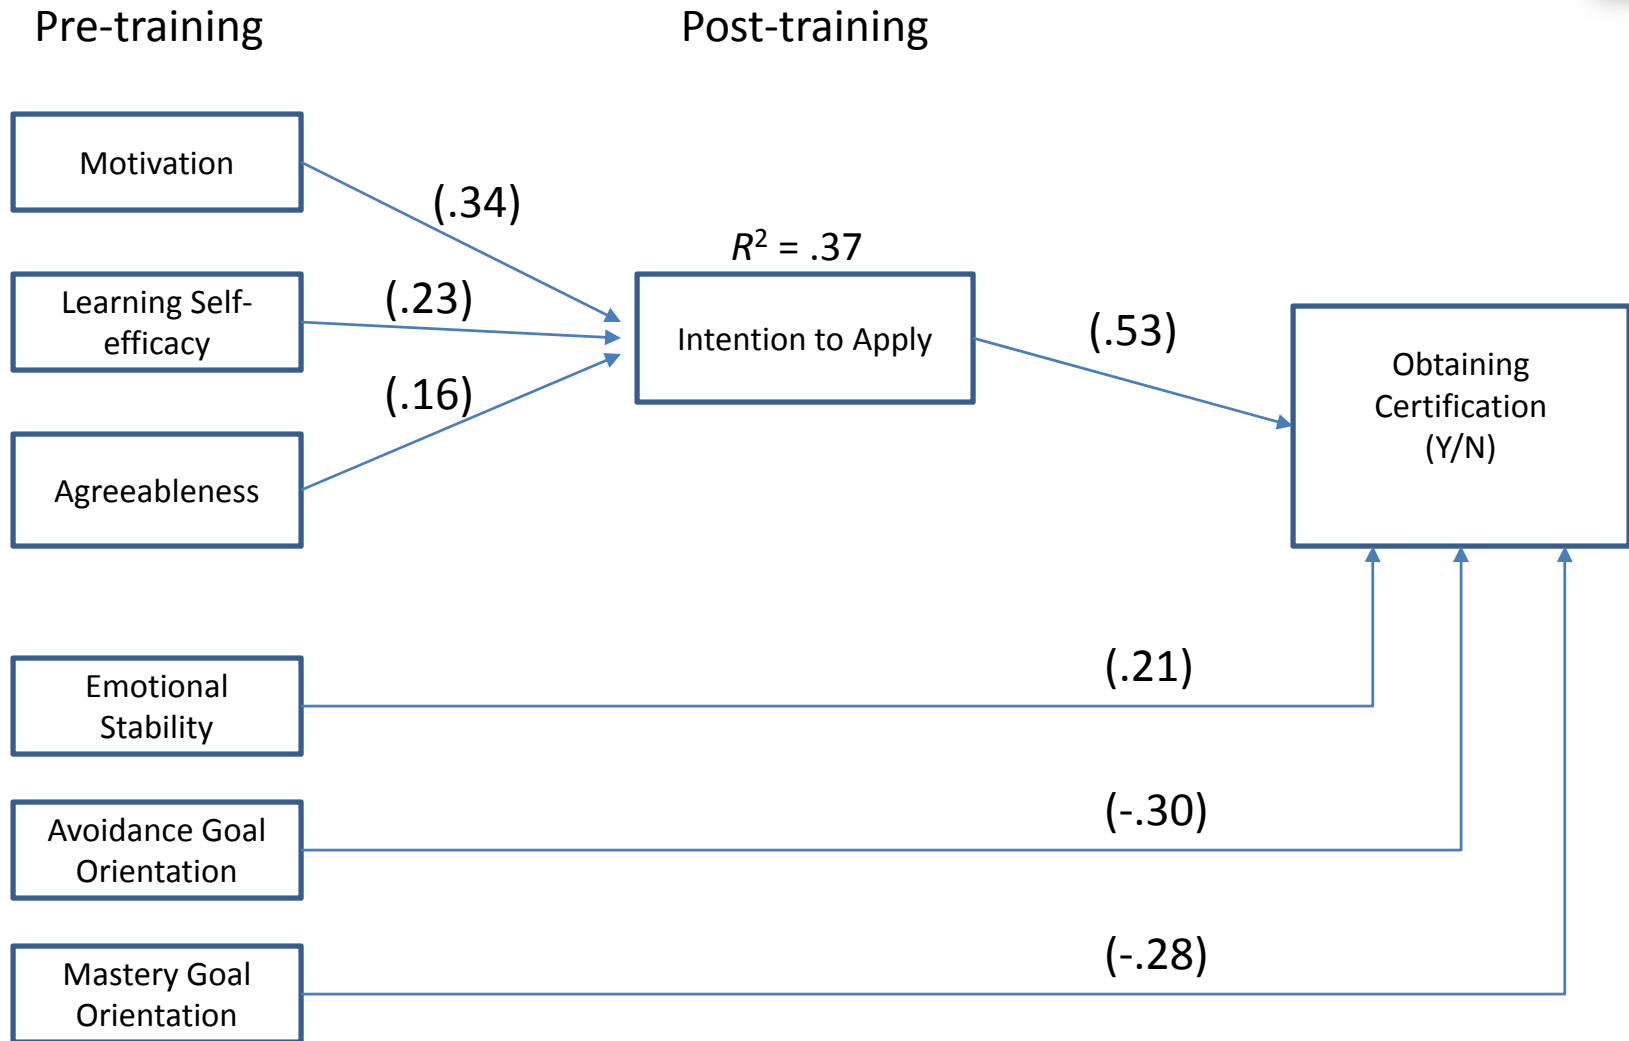 Pre-training
Post-training
Motivation
(.34)
R² = .37
Learning Self-
efficacy
(.23)
Intention to Apply
(.53)
Obtaining
Certification
(Y/N)
(.16)
Agreeableness
Emotional
Stability
(.21)
Avoidance Goal
Orientation
(-.30)
Mastery Goal
Orientation
(-.28)